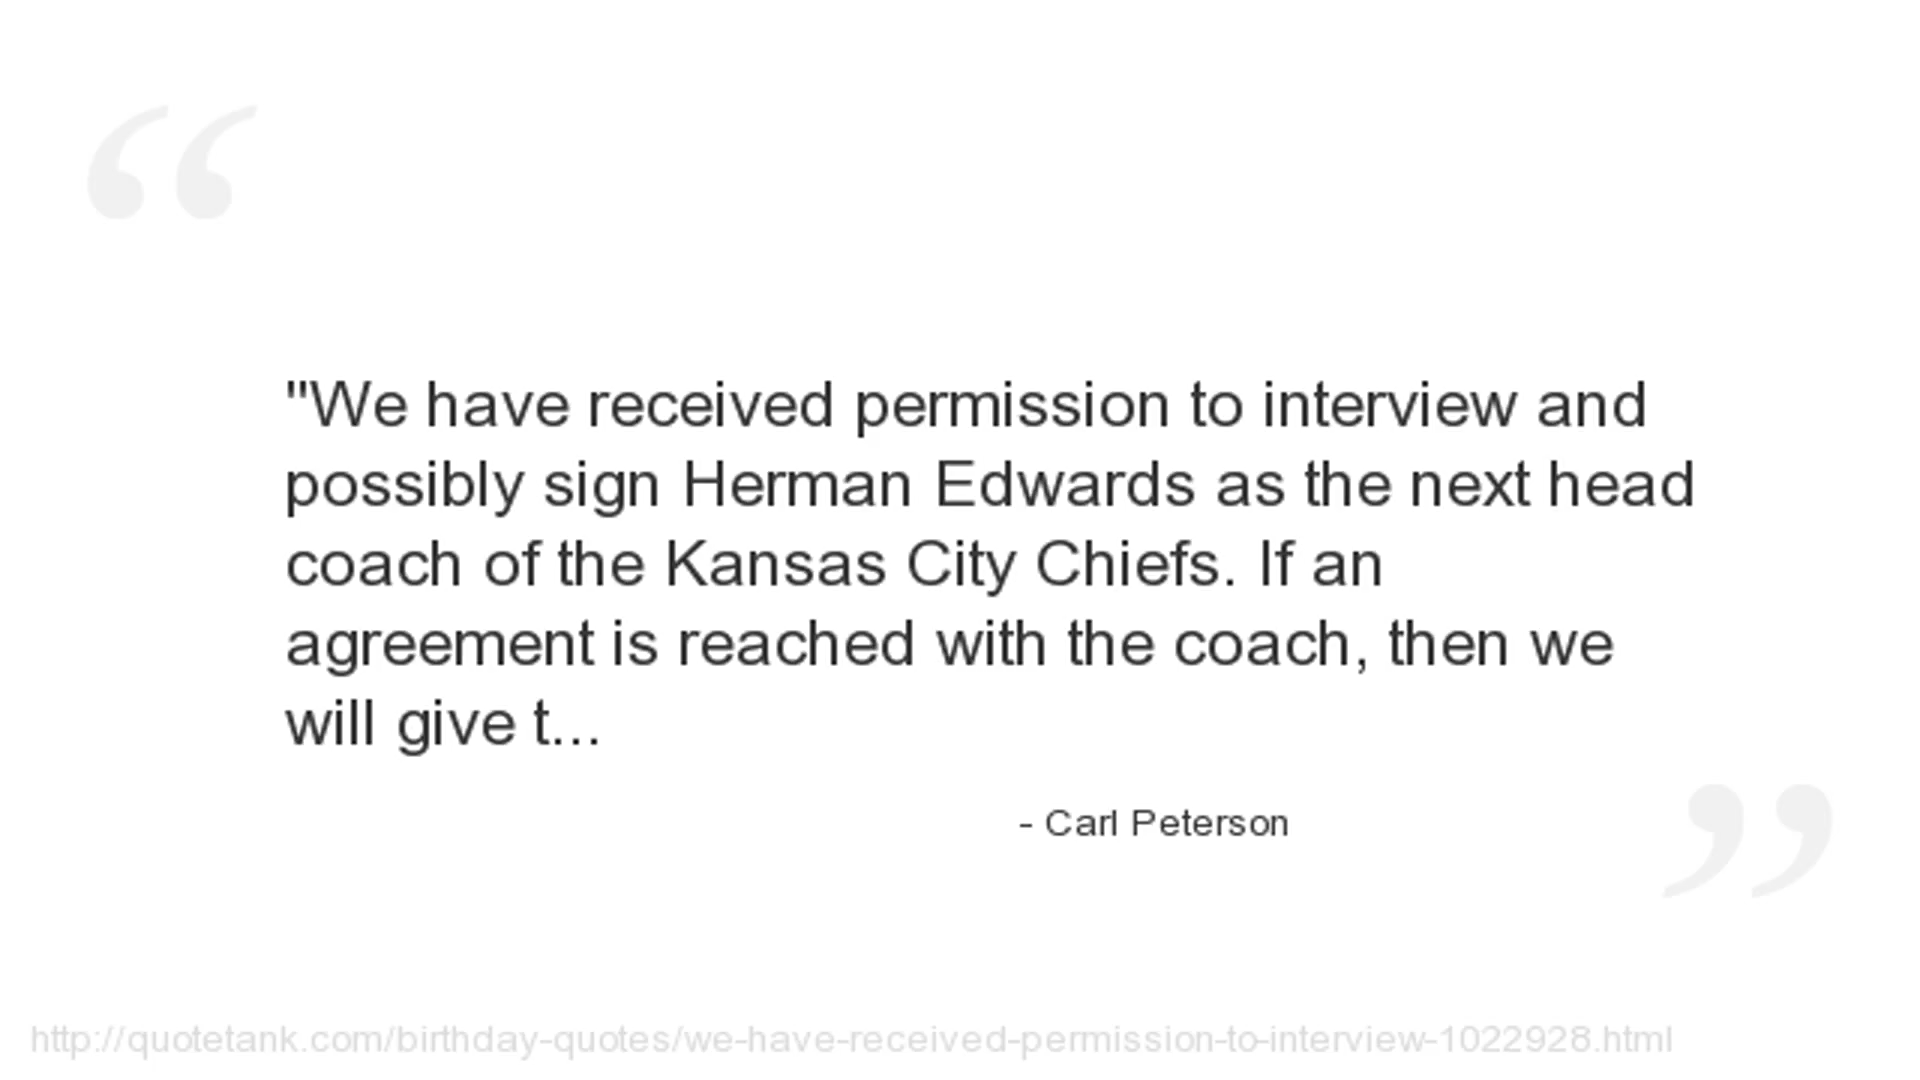 "We have received permission to interview and
possibly sign Herman Edwards as the next head
coach of the Kansas City Chiefs. If an
agreement is reached with the coach, then we
will give t...
- Carl Peterson
http://quotetank.com/birthday-quotes/we-have-received-permission-to-interview-1022928.html